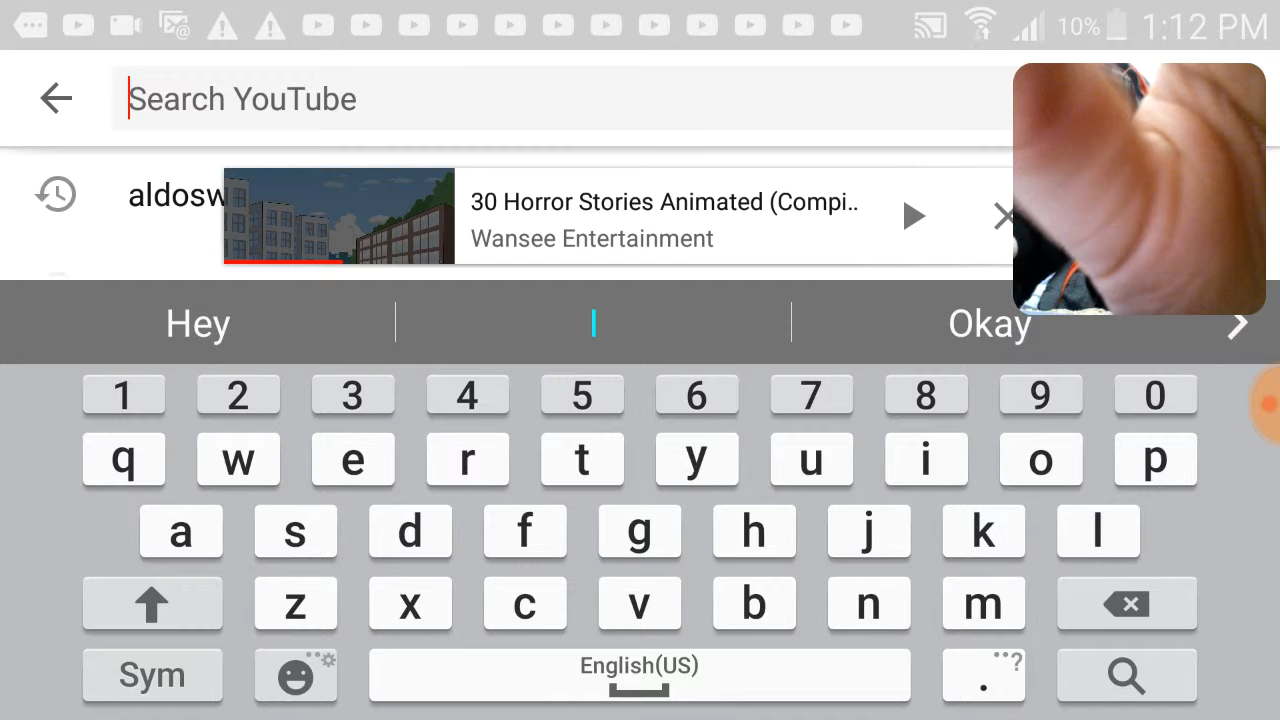 10% 1:12 PM
Search YouTube
aldosw
30 Horror Stories Animated (Compi..
Wansee Entertainment
Hey I Okay
1 2 3 4 5 6 7 8 9 0
q w e r t y u i o p
a s d f g h j k l
z x c v b n m
Sym English(US) . ?